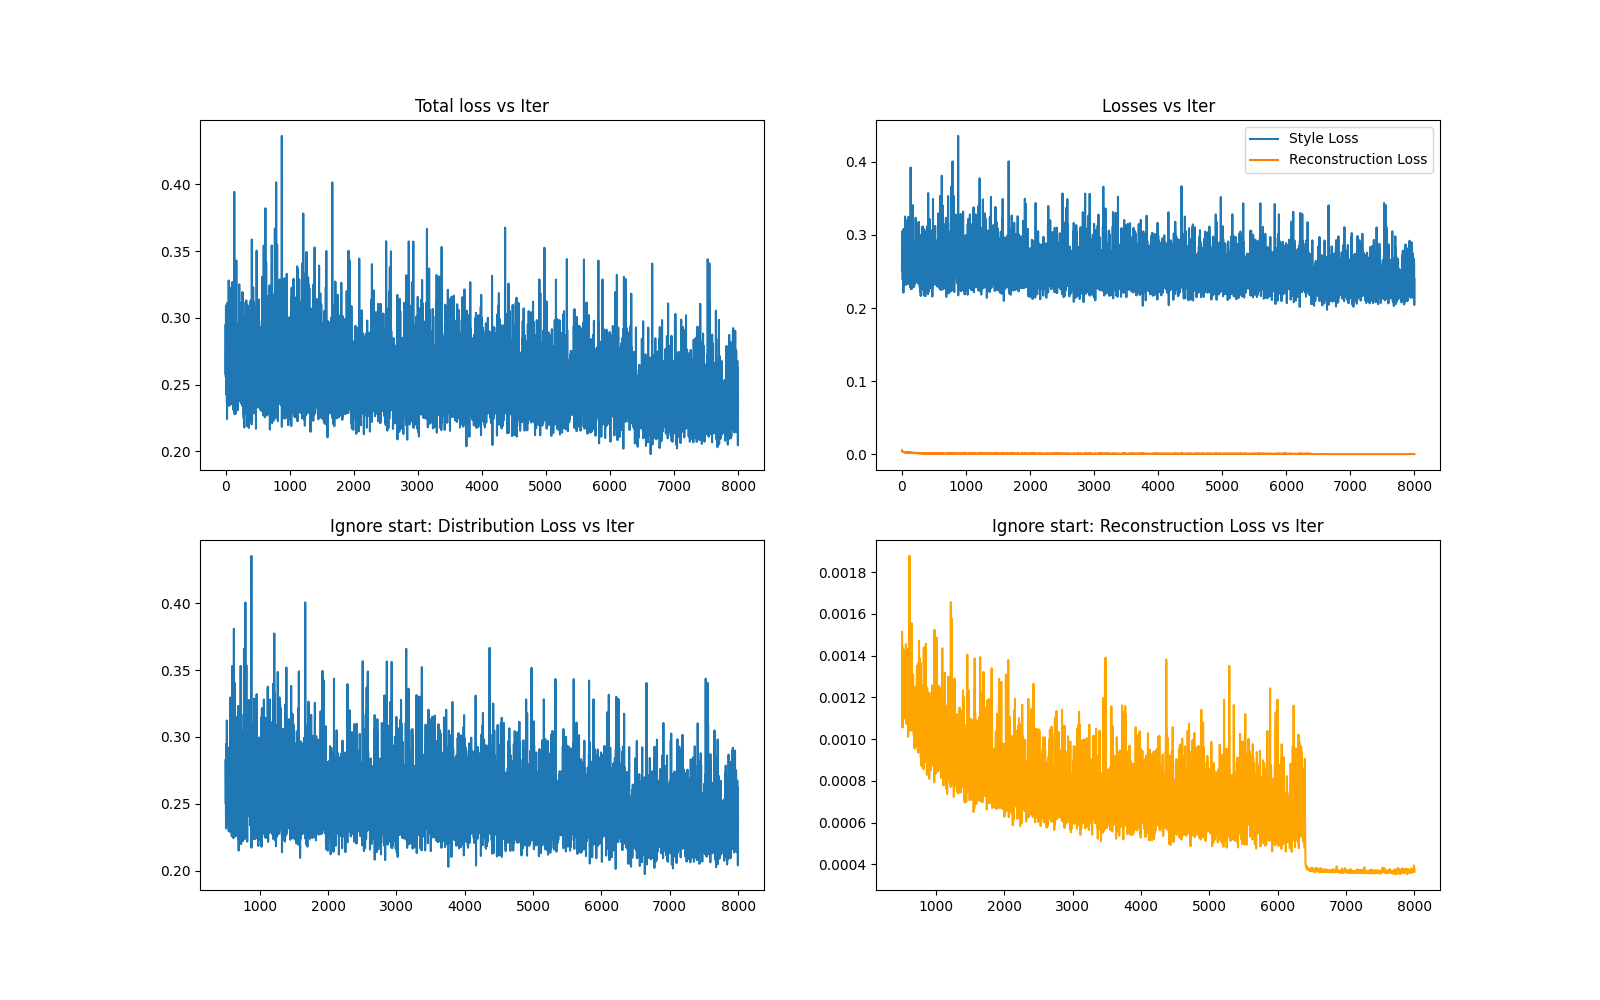 Total loss vs Iter
0.40
0.35
0.30
0.25
0.20
0 1000 2000 3000 4000 5000 6000 7000 8000
Losses vs Iter
Style Loss
Reconstruction Loss
0.4
0.3
0.2
0.1
0.0
0 1000 2000 3000 4000 5000 6000 7000 8000
Ignore start: Distribution Loss vs Iter
0.40
0.35
0.30
0.25
0.20
1000 2000 3000 4000 5000 6000 7000 8000
Ignore start: Reconstruction Loss vs Iter
0.0018
0.0016
0.0014
0.0012
0.0010
0.0008
0.0006
0.0004
1000 2000 3000 4000 5000 6000 7000 8000